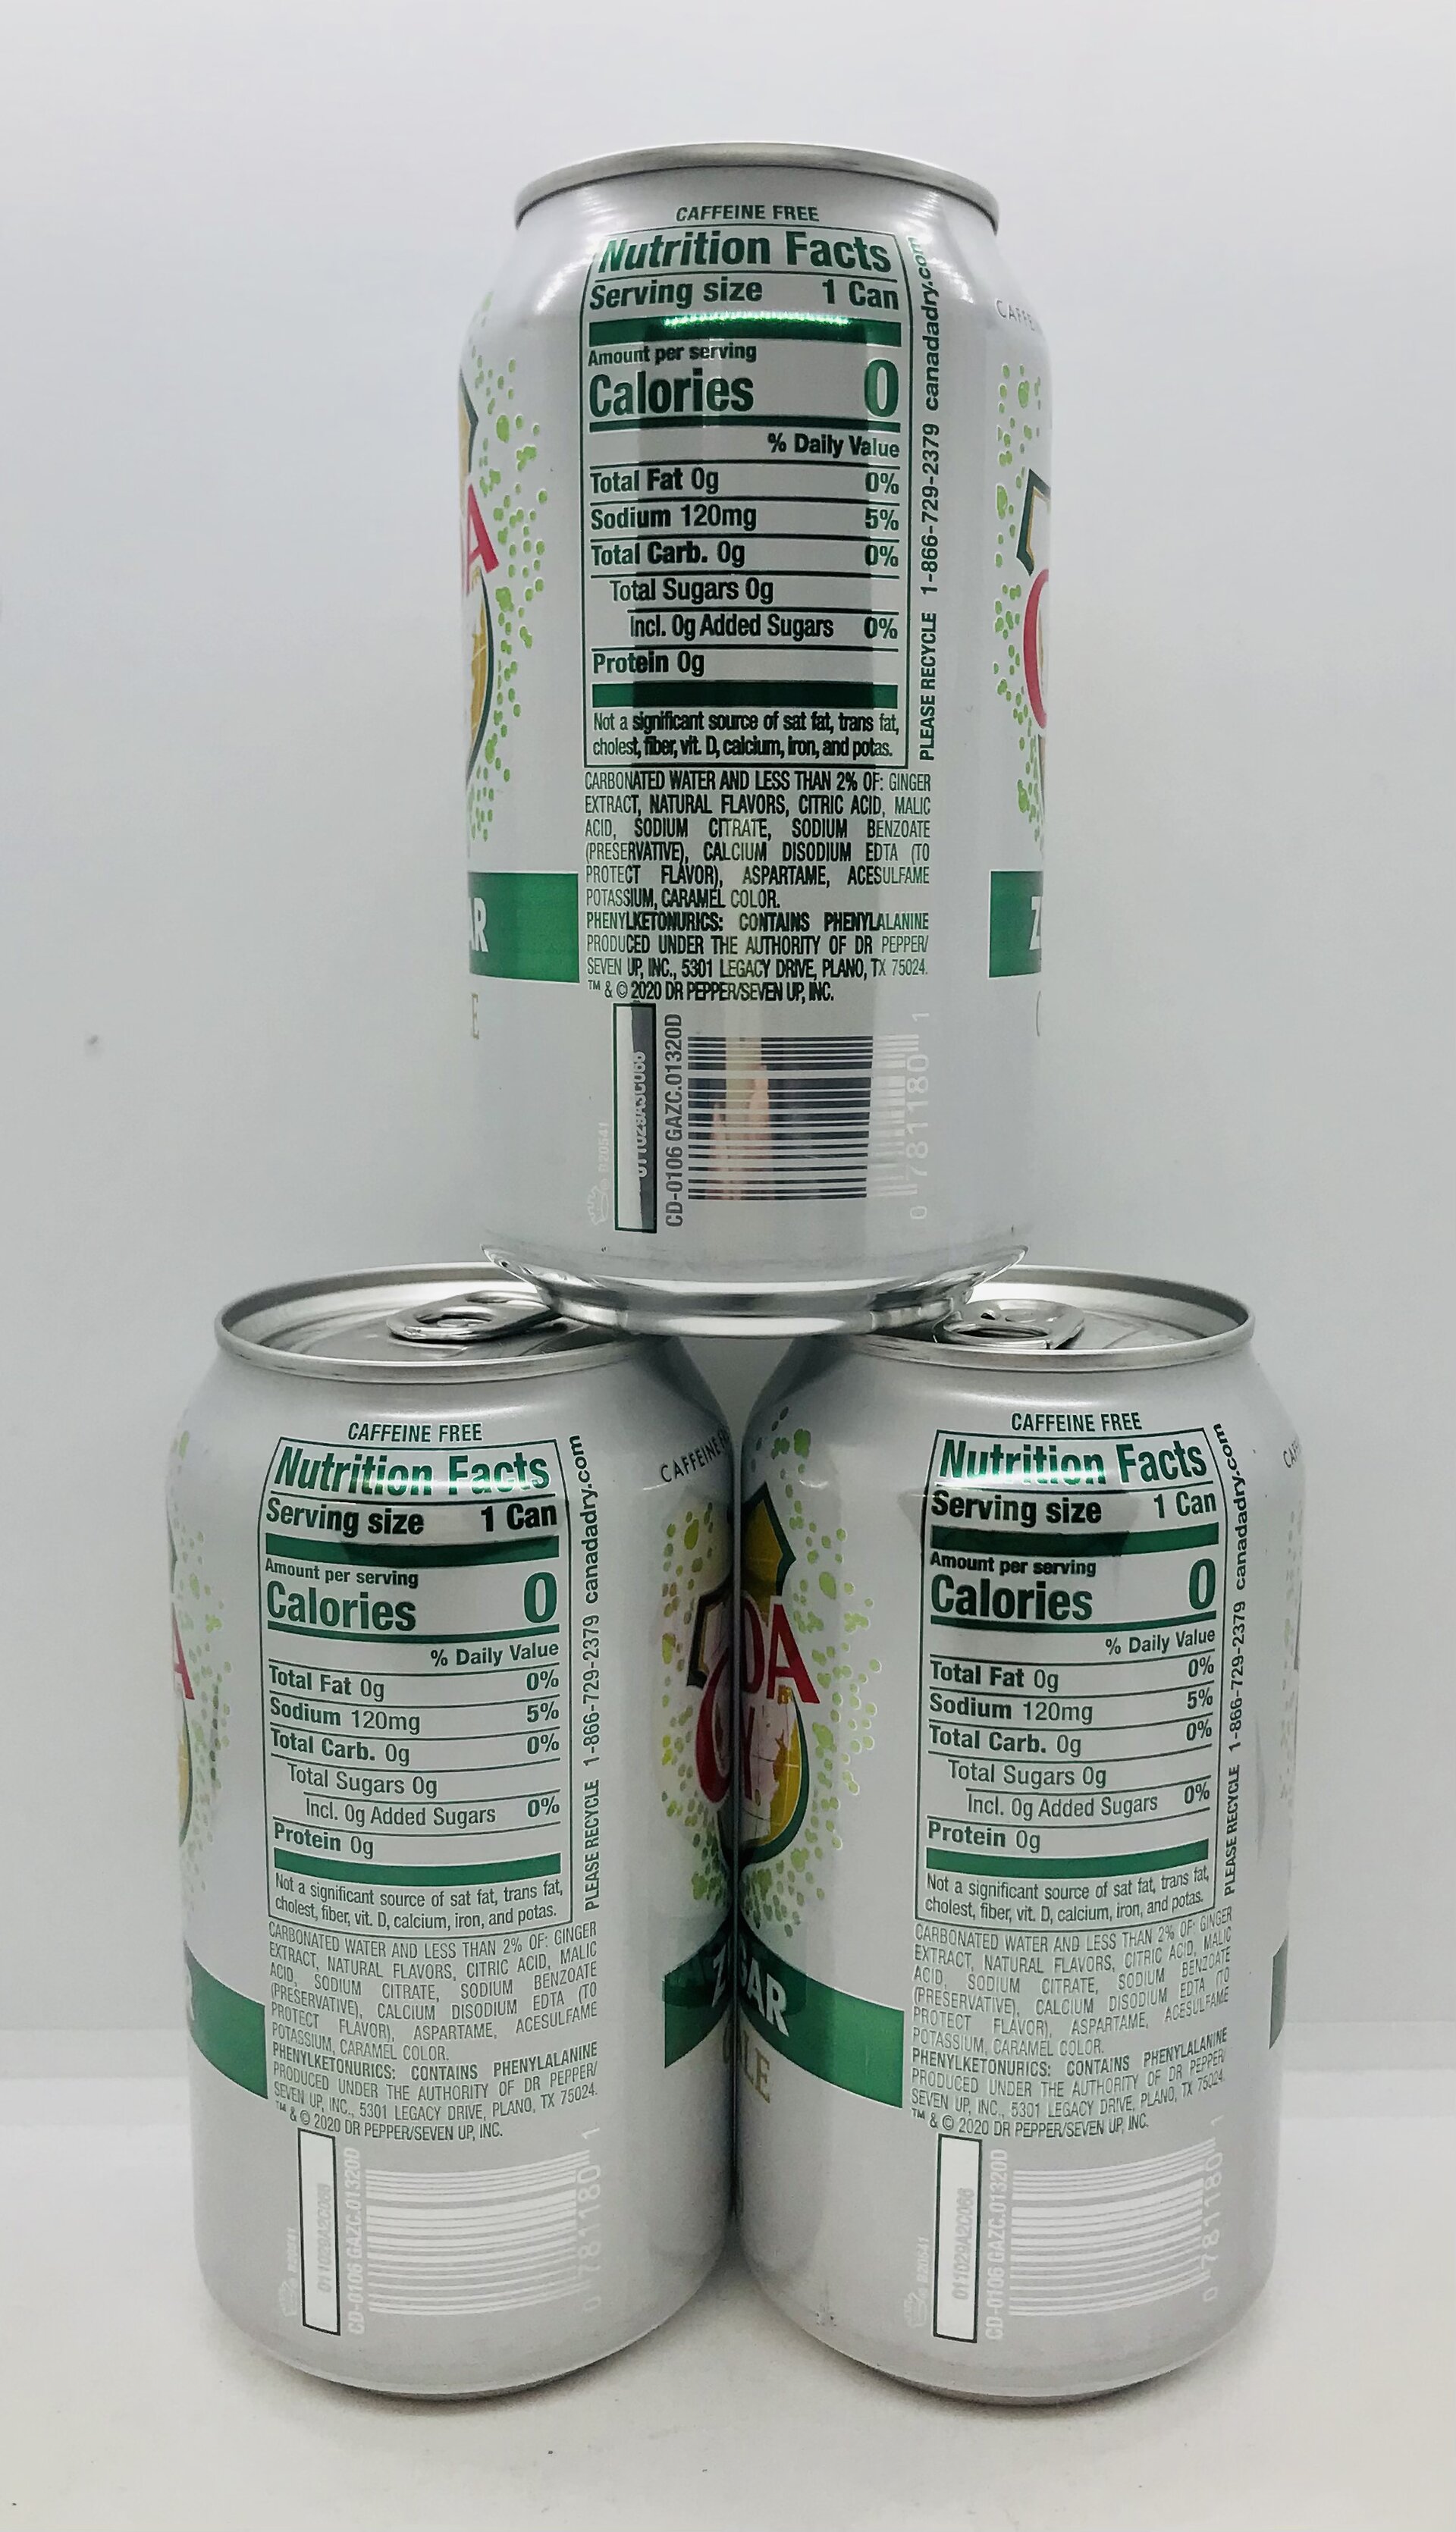 CAFFEINE FREE
Nutrition Facts
Serving size 1 Can
Amount per serving
Calories 0
% Daily Value
Total Fat 0g 0%
Sodium 120mg 5%
Total Carb. 0g 0%
Total Sugars 0g
Incl. 0g Added Sugars 0%
Protein 0g
Not a significant source of sat fat, trans fat,
cholest, fiber, vit. D, calcium, iron, and potas.
PLEASE RECYCLE 1-866-729-2379 canadadry.com
CARBONATED WATER AND LESS THAN 2% OF: GINGER
EXTRACT, NATURAL FLAVORS, CITRIC ACID, MALIC
ACID, SODIUM CITRATE, SODIUM BENZOATE
(PRESERVATIVE), CALCIUM DISODIUM EDTA (TO
PROTECT FLAVOR), ASPARTAME, ACESULFAME
POTASSIUM, CARAMEL COLOR.
PHENYLKETONURICS: CONTAINS PHENYLALANINE
PRODUCED UNDER THE AUTHORITY OF DR PEPPER/
SEVEN UP, INC., 5301 LEGACY DRIVE, PLANO, TX 75024.
™ & © 2020 DR PEPPER/SEVEN UP, INC.
CD-0106 GAZC.01320D
0 7811180 1
CAFFEINE FREE
Nutrition Facts
Serving size 1 Can
Amount per serving
Calories 0
% Daily Value
Total Fat 0g 0%
Sodium 120mg 5%
Total Carb. 0g 0%
Total Sugars 0g
Incl. 0g Added Sugars 0%
Protein 0g
Not a significant source of sat fat, trans fat,
cholest, fiber, vit. D, calcium, iron, and potas.
PLEASE RECYCLE 1-866-729-2379 canadadry.com
CARBONATED WATER AND LESS THAN 2% OF: GINGER
EXTRACT, NATURAL FLAVORS, CITRIC ACID, MALIC
ACID, SODIUM CITRATE, SODIUM BENZOATE
(PRESERVATIVE), CALCIUM DISODIUM EDTA (TO
PROTECT FLAVOR), ASPARTAME, ACESULFAME
POTASSIUM, CARAMEL COLOR.
PHENYLKETONURICS: CONTAINS PHENYLALANINE
PRODUCED UNDER THE AUTHORITY OF DR PEPPER/
SEVEN UP, INC., 5301 LEGACY DRIVE, PLANO, TX 75024.
™ & © 2020 DR PEPPER/SEVEN UP, INC.
CD-0106 GAZC.01320D
0 7811180 1
CAFFEINE FREE
Nutrition Facts
Serving size 1 Can
Amount per serving
Calories 0
% Daily Value
Total Fat 0g 0%
Sodium 120mg 5%
Total Carb. 0g 0%
Total Sugars 0g
Incl. 0g Added Sugars 0%
Protein 0g
Not a significant source of sat fat, trans fat,
cholest, fiber, vit. D, calcium, iron, and potas.
PLEASE RECYCLE 1-866-729-2379 canadadry.com
CARBONATED WATER AND LESS THAN 2% OF: GINGER
EXTRACT, NATURAL FLAVORS, CITRIC ACID, MALIC
ACID, SODIUM CITRATE, SODIUM BENZOATE
(PRESERVATIVE), CALCIUM DISODIUM EDTA (TO
PROTECT FLAVOR), ASPARTAME, ACESULFAME
POTASSIUM, CARAMEL COLOR.
PHENYLKETONURICS: CONTAINS PHENYLALANINE
PRODUCED UNDER THE AUTHORITY OF DR PEPPER/
SEVEN UP, INC., 5301 LEGACY DRIVE, PLANO, TX 75024.
™ & © 2020 DR PEPPER/SEVEN UP, INC.
011029A2C066
CD-0106 GAZC.01320D
0 7811180 1